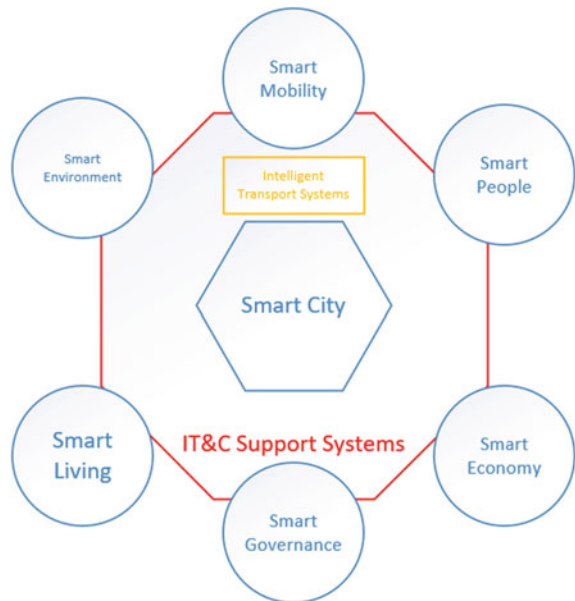 Smart
Mobility
Smart
Environment
Intelligent
Transport Systems
Smart
People
Smart City
Smart
Living
IT&C Support Systems
Smart
Economy
Smart
Governance